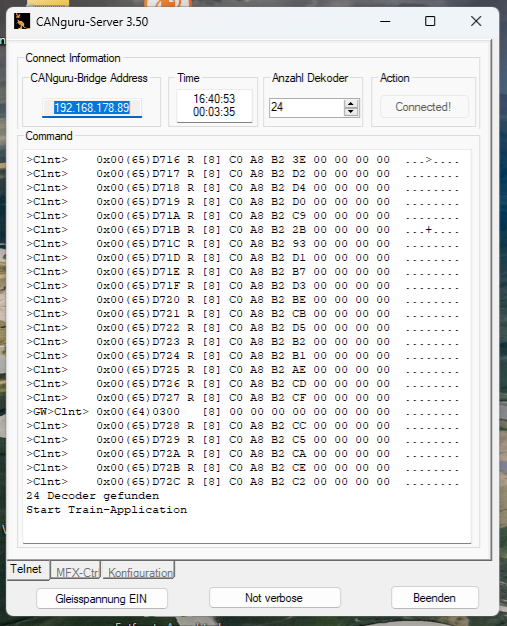 CANguru-Server 3.50
Connect Information
CANguru-Bridge Address
Time
Anzahl Dekoder
Action
192.168.178.89
16:40:53
00:03:35
24
Connected!
Command
>Clnt> 0x00(65)D716 R [8] C0 A8 B2 3E 00 00 00 00 ...>....
>Clnt> 0x00(65)D717 R [8] C0 A8 B2 D2 00 00 00 00 ........
>Clnt> 0x00(65)D718 R [8] C0 A8 B2 D4 00 00 00 00 ........
>Clnt> 0x00(65)D719 R [8] C0 A8 B2 D0 00 00 00 00 ........
>Clnt> 0x00(65)D71A R [8] C0 A8 B2 C9 00 00 00 00 ........
>Clnt> 0x00(65)D71B R [8] C0 A8 B2 2B 00 00 00 00 ...+....
>Clnt> 0x00(65)D71C R [8] C0 A8 B2 93 00 00 00 00 ........
>Clnt> 0x00(65)D71D R [8] C0 A8 B2 D1 00 00 00 00 ........
>Clnt> 0x00(65)D71E R [8] C0 A8 B2 B7 00 00 00 00 ........
>Clnt> 0x00(65)D71F R [8] C0 A8 B2 D3 00 00 00 00 ........
>Clnt> 0x00(65)D720 R [8] C0 A8 B2 BE 00 00 00 00 ........
>Clnt> 0x00(65)D721 R [8] C0 A8 B2 CB 00 00 00 00 ........
>Clnt> 0x00(65)D722 R [8] C0 A8 B2 D5 00 00 00 00 ........
>Clnt> 0x00(65)D723 R [8] C0 A8 B2 B2 00 00 00 00 ........
>Clnt> 0x00(65)D724 R [8] C0 A8 B2 B1 00 00 00 00 ........
>Clnt> 0x00(65)D725 R [8] C0 A8 B2 AE 00 00 00 00 ........
>Clnt> 0x00(65)D726 R [8] C0 A8 B2 CD 00 00 00 00 ........
>Clnt> 0x00(65)D727 R [8] C0 A8 B2 CF 00 00 00 00 ........
>GW>Clnt> 0x00(64)0300 [8] 00 00 00 00 00 00 00 00 ........
>Clnt> 0x00(65)D728 R [8] C0 A8 B2 CC 00 00 00 00 ........
>Clnt> 0x00(65)D729 R [8] C0 A8 B2 C5 00 00 00 00 ........
>Clnt> 0x00(65)D72A R [8] C0 A8 B2 CA 00 00 00 00 ........
>Clnt> 0x00(65)D72B R [8] C0 A8 B2 CE 00 00 00 00 ........
>Clnt> 0x00(65)D72C R [8] C0 A8 B2 C2 00 00 00 00 ........
24 Decoder gefunden
Start Train-Application
Telnet
MFX-Ctr
Konfiguration
Gleisspannung EIN
Not verbose
Beenden